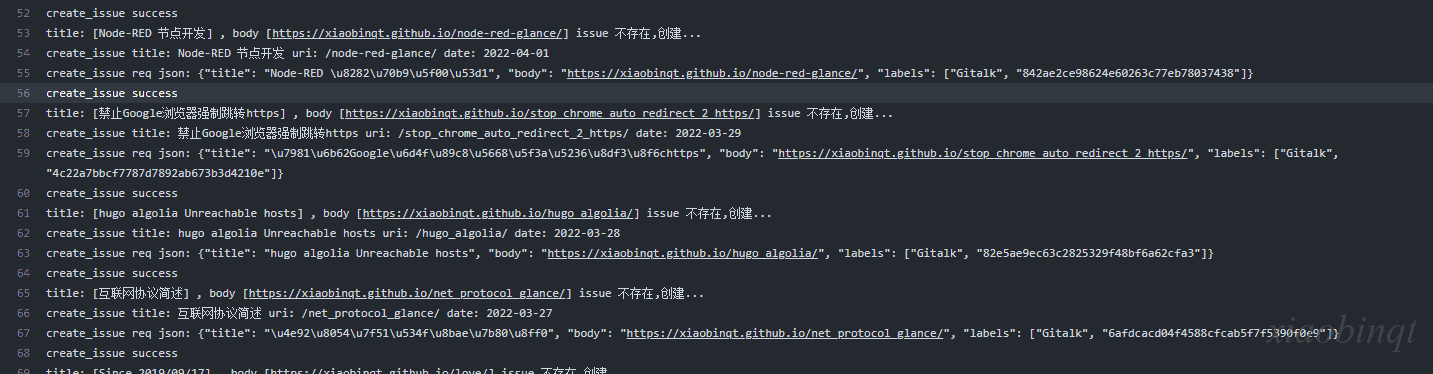 52 create_issue success
53 title: [Node-RED 节点开发] , body [https://xiaobinqt.github.io/node-red-glance/] issue 不存在,创建...
54 create_issue title: Node-RED 节点开发 uri: /node-red-glance/ date: 2022-04-01
55 create_issue req json: {"title": "Node-RED \u8282\u70b9\u5f00\u53d1", "body": "https://xiaobinqt.github.io/node-red-glance/", "labels": ["Gitalk", "842ae2ce98624e60263c77eb78037438"]}
56 create_issue success
57 title: [禁止Google浏览器强制跳转https] , body [https://xiaobinqt.github.io/stop_chrome_auto_redirect_2_https/] issue 不存在,创建...
58 create_issue title: 禁止Google浏览器强制跳转https uri: /stop_chrome_auto_redirect_2_https/ date: 2022-03-29
59 create_issue req json: {"title": "\u7981\u6b62Google\u6d4f\u89c8\u5668\u5f3a\u5236\u8df3\u8f6chttps", "body": "https://xiaobinqt.github.io/stop_chrome_auto_redirect_2_https/", "labels": ["Gitalk",
"4c22a7bbcf7787d7892ab673b3d4210e"]}
60 create_issue success
61 title: [hugo algolia Unreachable hosts] , body [https://xiaobinqt.github.io/hugo_algolia/] issue 不存在,创建...
62 create_issue title: hugo algolia Unreachable hosts uri: /hugo_algolia/ date: 2022-03-28
63 create_issue req json: {"title": "hugo algolia Unreachable hosts", "body": "https://xiaobinqt.github.io/hugo_algolia/", "labels": ["Gitalk", "82e5ae9ec63c2825329f48bf6a62cfa3"]}
64 create_issue success
65 title: [互联网协议简述] , body [https://xiaobinqt.github.io/net_protocol_glance/] issue 不存在,创建...
66 create_issue title: 互联网协议简述 uri: /net_protocol_glance/ date: 2022-03-27
67 create_issue req json: {"title": "\u4e92\u8054\u7f51\u534f\u8bae\u7b80\u8ff0", "body": "https://xiaobinqt.github.io/net_protocol_glance/", "labels": ["Gitalk", "6afdcacd04f4588cfcab5f7f5390f0e9"]}
xiaobinqt
68 create_issue success
69 title: [Since 2019/09/17] , body [https://xiaobinqt.github.io/love/] issue 不存在,创建